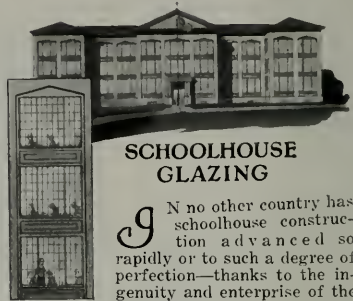 SCHOOLHOUSE
GLAZING
IN no other country has
schoolhouse construc-
tion advanced so
rapidly or to such a degree of
perfection—thanks to the in-
genuity and enterprise of the